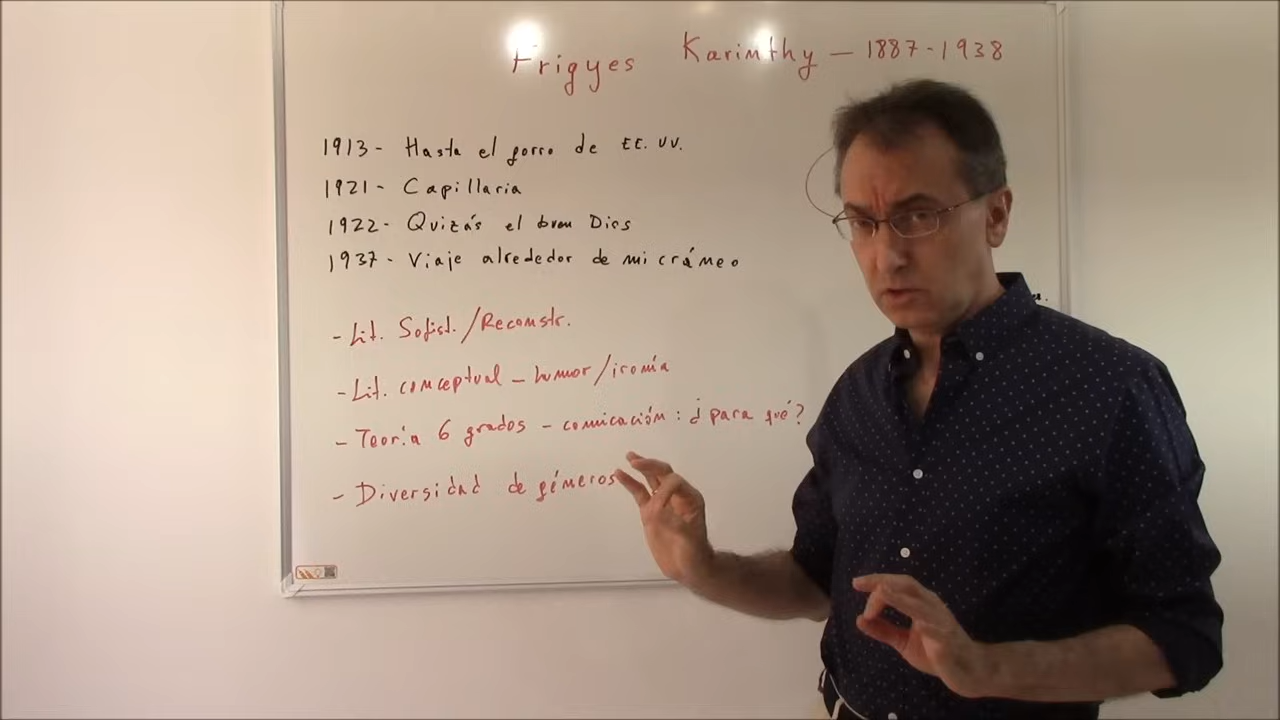 Frigyes Karinthy – 1887-1938
1913- Hasta el gorro de EE. UU.
1921- Capillaria
1922- Quizás el buen Dios
1937- Viaje alrededor de mi cráneo
- Lit. Sofist./Reconstr.
- Lit. conceptual – humor/ironía
- Teoría 6 grados – comicación: ¿para qué?
- Diversidad de géneros